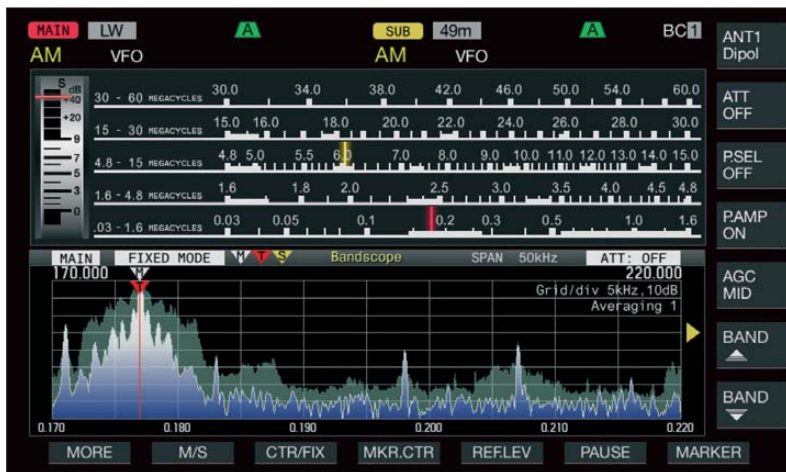 MAIN LW A SUB 49m A BC1
AM VFO AM VFO
ANT1
Dipol
ATT
OFF
P.SEL
OFF
P.AMP
ON
AGC
MID
BAND
BAND
S
dB
+40
+20
9
7
5
3
0
30 - 60 MEGACYCLES 30.0 34.0 38.0 42.0 46.0 50.0 54.0 60.0
15 - 30 MEGACYCLES 15.0 16.0 18.0 20.0 22.0 24.0 26.0 28.0 30.0
4.8 - 15 MEGACYCLES 4.8 5.0 5.5 6.0 7.0 8.0 9.0 10.0 11.0 12.0 13.0 14.0 15.0
1.6 - 4.8 MEGACYCLES 1.6 1.8 2.0 2.5 3.0 3.5 4.0 4.5 4.8
.03 - 1.6 MEGACYCLES 0.03 0.05 0.1 0.2 0.3 0.5 1.0 1.6
MAIN FIXED MODE M T S Bandscope SPAN 50kHz ATT: OFF
170.000 M 220.000
T
Grid/div 5kHz,10dB
Averaging 1
0.170 0.180 0.190 0.200 0.210 0.220
MORE M/S CTR/FIX MKR.CTR REF.LEV PAUSE MARKER